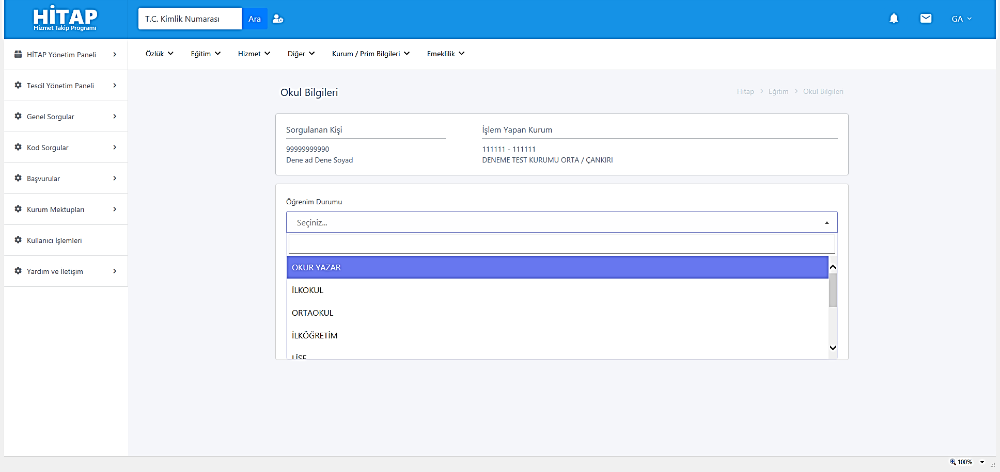 HİTAP
Hizmet Takip Programı
T.C. Kimlik Numarası
Ara
GA
HİTAP Yönetim Paneli
Tescil Yönetim Paneli
Genel Sorgular
Kod Sorgular
Başvurular
Kurum Mektupları
Kullanıcı İşlemleri
Yardım ve İletişim
Özlük
Eğitim
Hizmet
Diğer
Kurum / Prim Bilgileri
Emeklilik
Okul Bilgileri
Hitap > Eğitim > Okul Bilgileri
Sorgulanan Kişi
99999999990
Dene ad Dene Soyad
İşlem Yapan Kurum
111111 - 111111
DENEME TEST KURUMU ORTA / ÇANKIRI
Öğrenim Durumu
Seçiniz...
OKUR YAZAR
İLKOKUL
ORTAOKUL
İLKÖĞRETİM
LİSE
100%